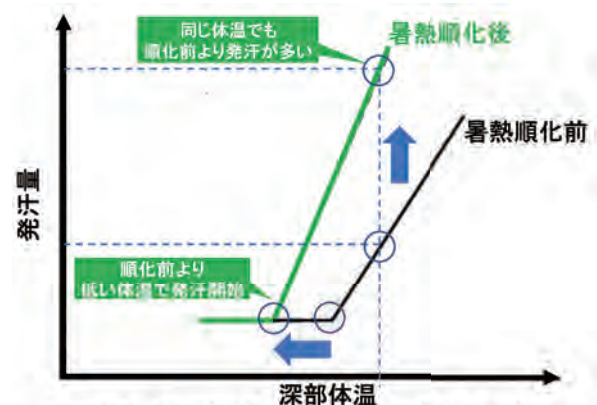 同じ体温でも
順化前より発汗が多い
暑熱順化後
暑熱順化前
発汗量
順化前より
低い体温で発汗開始
深部体温